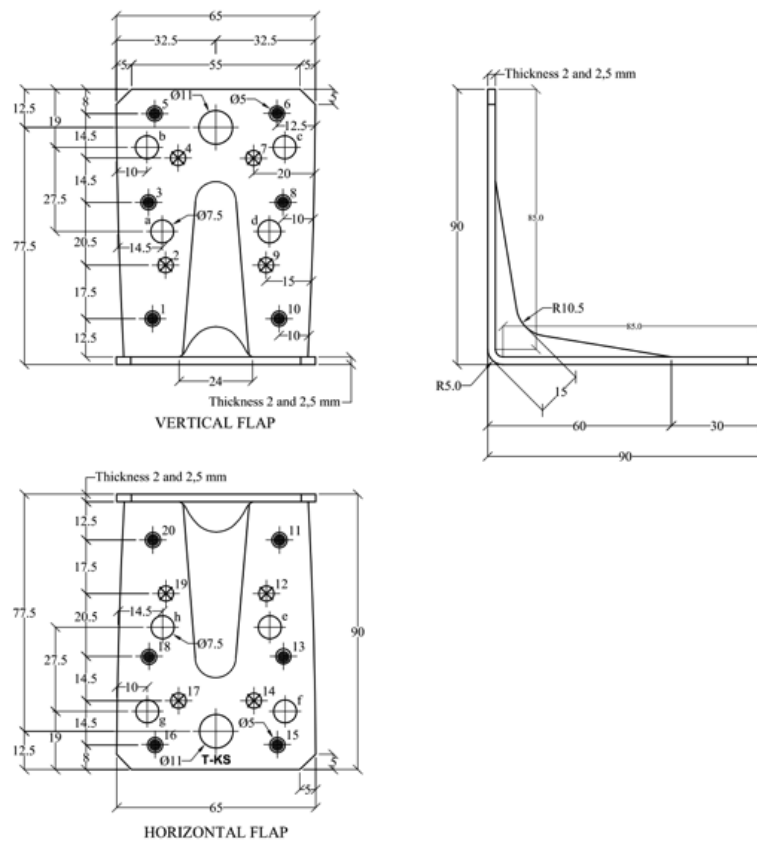 65
32.5 32.5
5 55 5
Thickness 2 and 2,5 mm
12.5 19 8 5 Ø11 Ø5 6 5
14.5 b 4 7 c 12.5
10 20
14.5 3 8
27.5 a Ø7.5 d 10
90 85.0
77.5 20.5 14.5 2 9 15
17.5 1 10 R10.5
12.5 10 85.0
24 R5.0 15
Thickness 2 and 2,5 mm
60 30
VERTICAL FLAP
90
Thickness 2 and 2,5 mm
12.5 20 11
17.5 19 12
77.5 20.5 14.5 h e 90
27.5 Ø7.5
18 13
14.5 10 17 14 f
14.5 g 16 Ø5 15
12.5 19 8 Ø11 T-KS 5
5
65
HORIZONTAL FLAP